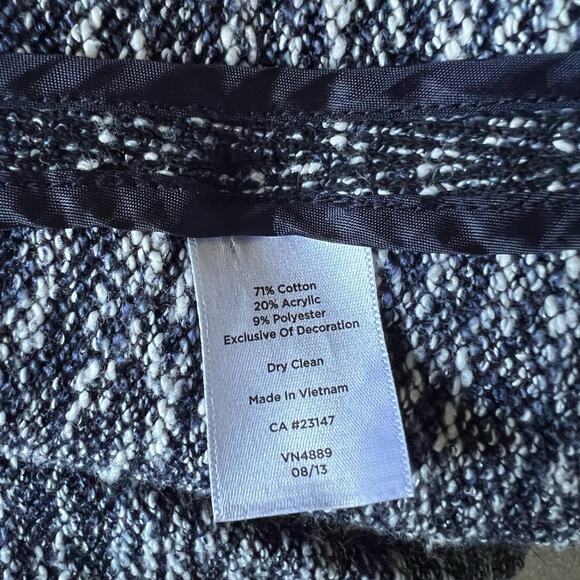 71% Cotton
20% Acrylic
9% Polyester
Exclusive Of Decoration
Dry Clean
Made In Vietnam
CA #23147
VN4889
08/13